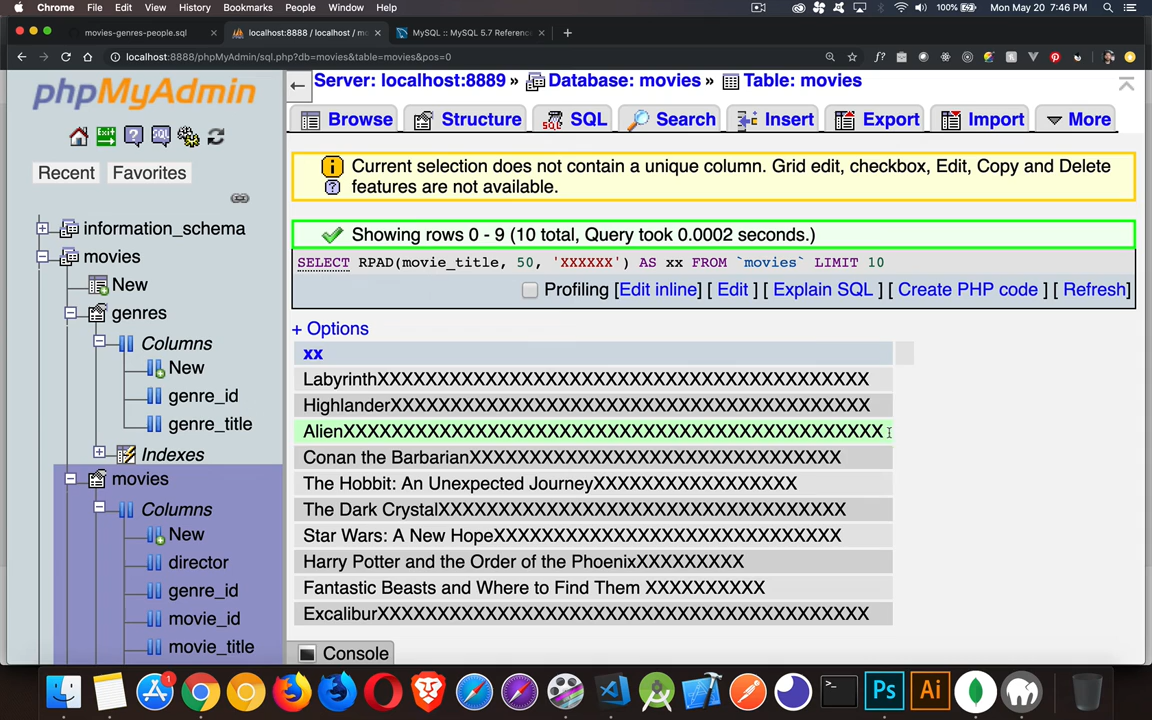 Chrome File Edit View History Bookmarks People Window Help 100% Mon May 20 7:46 PM
movies-genres-people.sql × localhost:8888 / localhost / mo × MySQL :: MySQL 5.7 Referenc × +
localhost:8888/phpMyAdmin/sql.php?db=movies&table=movies&pos=0
phpMyAdmin
Recent Favorites
information_schema
movies
New
genres
Columns
New
genre_id
genre_title
Indexes
movies
Columns
New
director
genre_id
movie_id
movie_title
Server: localhost:8889 » Database: movies » Table: movies
Browse Structure SQL Search Insert Export Import More
Current selection does not contain a unique column. Grid edit, checkbox, Edit, Copy and Delete
features are not available.
Showing rows 0 - 9 (10 total, Query took 0.0002 seconds.)
SELECT RPAD(movie_title, 50, 'XXXXXX') AS xx FROM `movies` LIMIT 10
Profiling [Edit inline] [ Edit ] [ Explain SQL ] [ Create PHP code ] [ Refresh]
+ Options
xx
LabyrinthXXXXXXXXXXXXXXXXXXXXXXXXXXXXXXXXXXXXXXXXX
HighlanderXXXXXXXXXXXXXXXXXXXXXXXXXXXXXXXXXXXXXXXX
AlienXXXXXXXXXXXXXXXXXXXXXXXXXXXXXXXXXXXXXXXXXXXXX
Conan the BarbarianXXXXXXXXXXXXXXXXXXXXXXXXXXXXXXX
The Hobbit: An Unexpected JourneyXXXXXXXXXXXXXXXXX
The Dark CrystalXXXXXXXXXXXXXXXXXXXXXXXXXXXXXXXXXX
Star Wars: A New HopeXXXXXXXXXXXXXXXXXXXXXXXXXXXXX
Harry Potter and the Order of the PhoenixXXXXXXXXX
Fantastic Beasts and Where to Find Them XXXXXXXXXX
ExcaliburXXXXXXXXXXXXXXXXXXXXXXXXXXXXXXXXXXXXXXXXX
Console